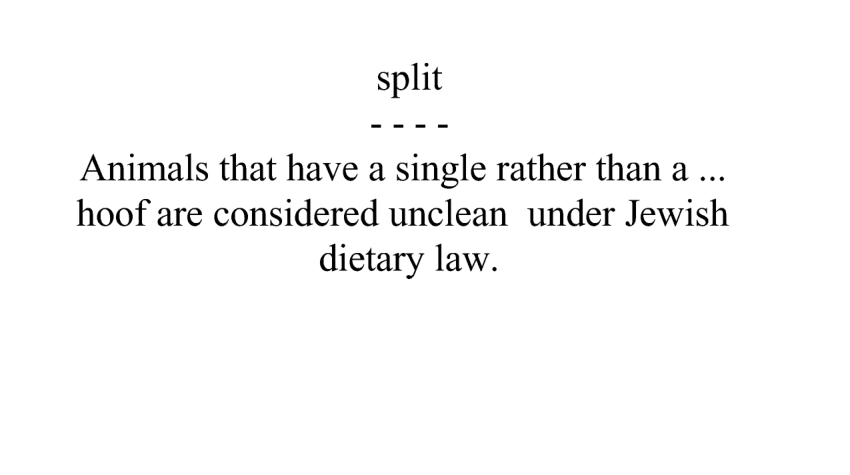 split
- - - -
Animals that have a single rather than a ...
hoof are considered unclean  under Jewish
dietary law.